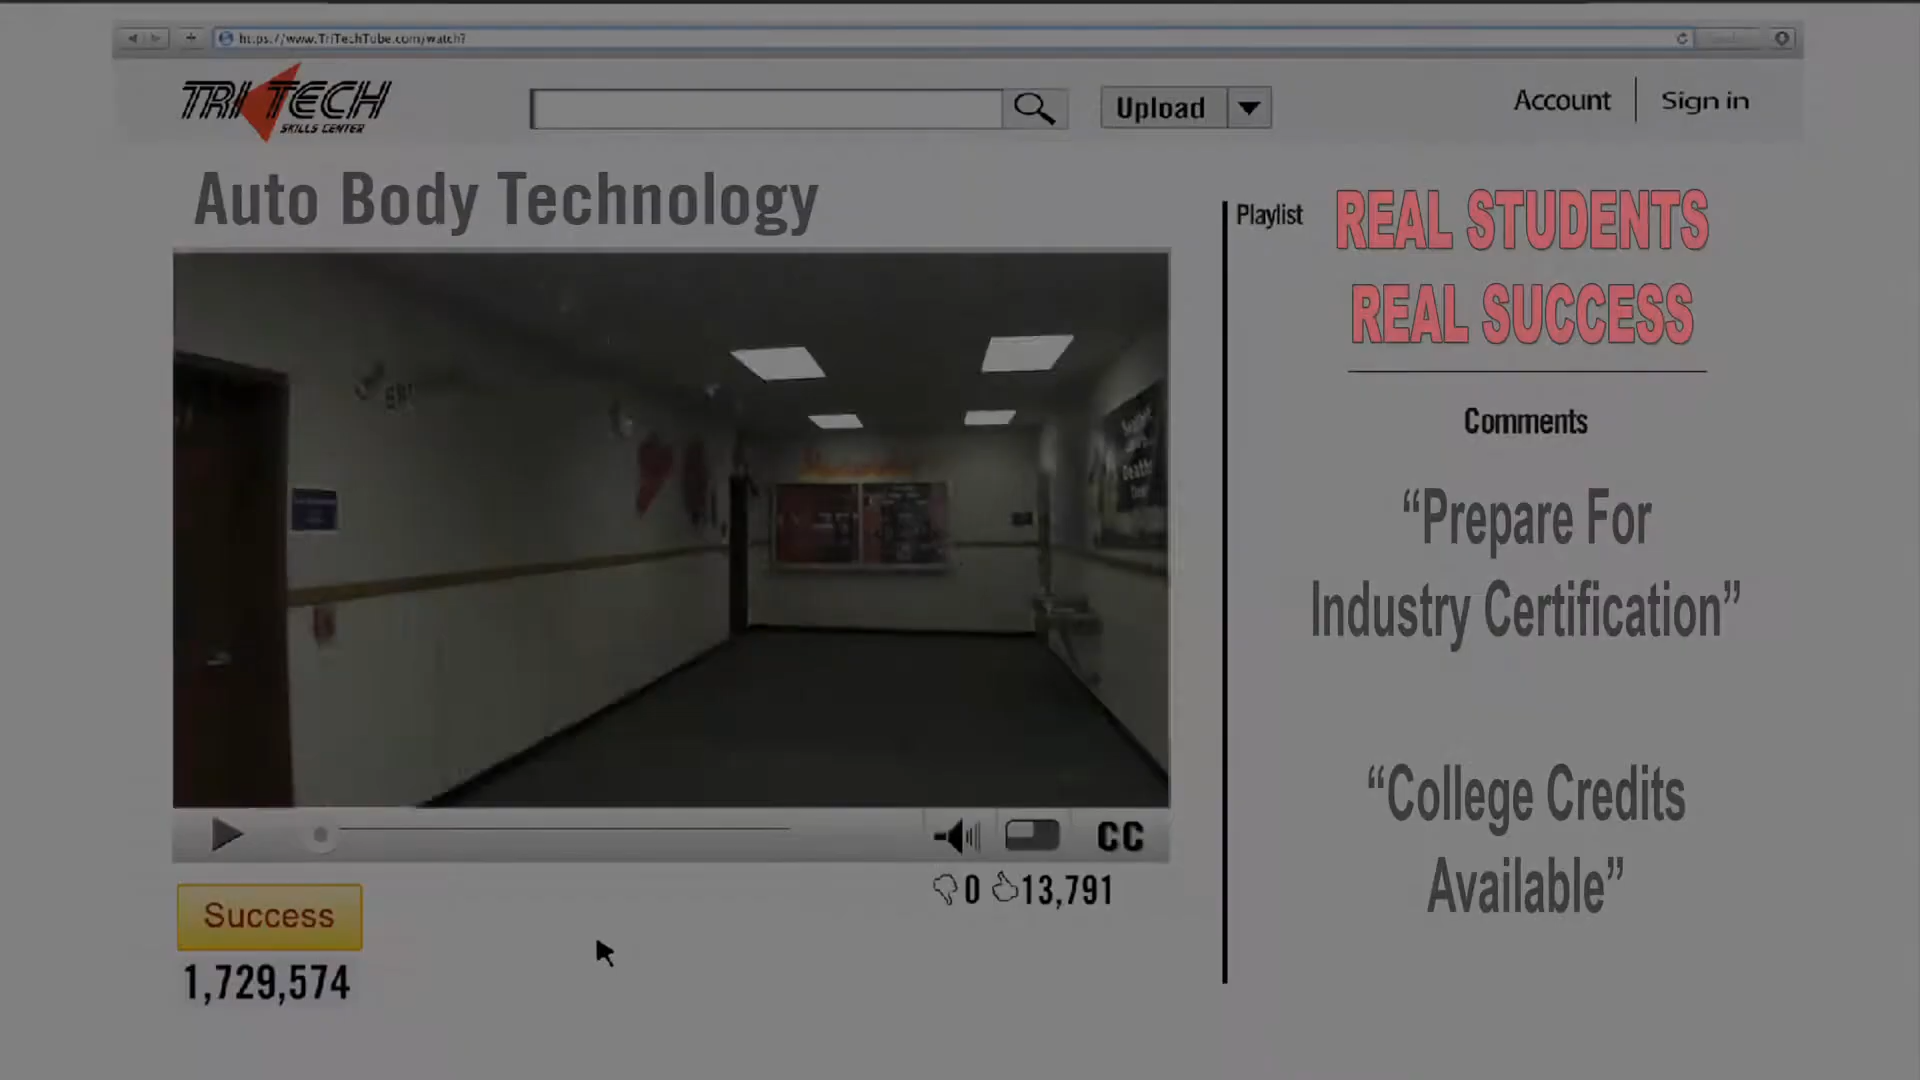 https://www.TriTechTube.com/watch?
TRI TECH
SKILLS CENTER
Upload
Account
Sign in
Auto Body Technology
Playlist
REAL STUDENTS
REAL SUCCESS
Comments
“Prepare For
Industry Certification”
“College Credits
Available”
CC
0
13,791
Success
1,729,574